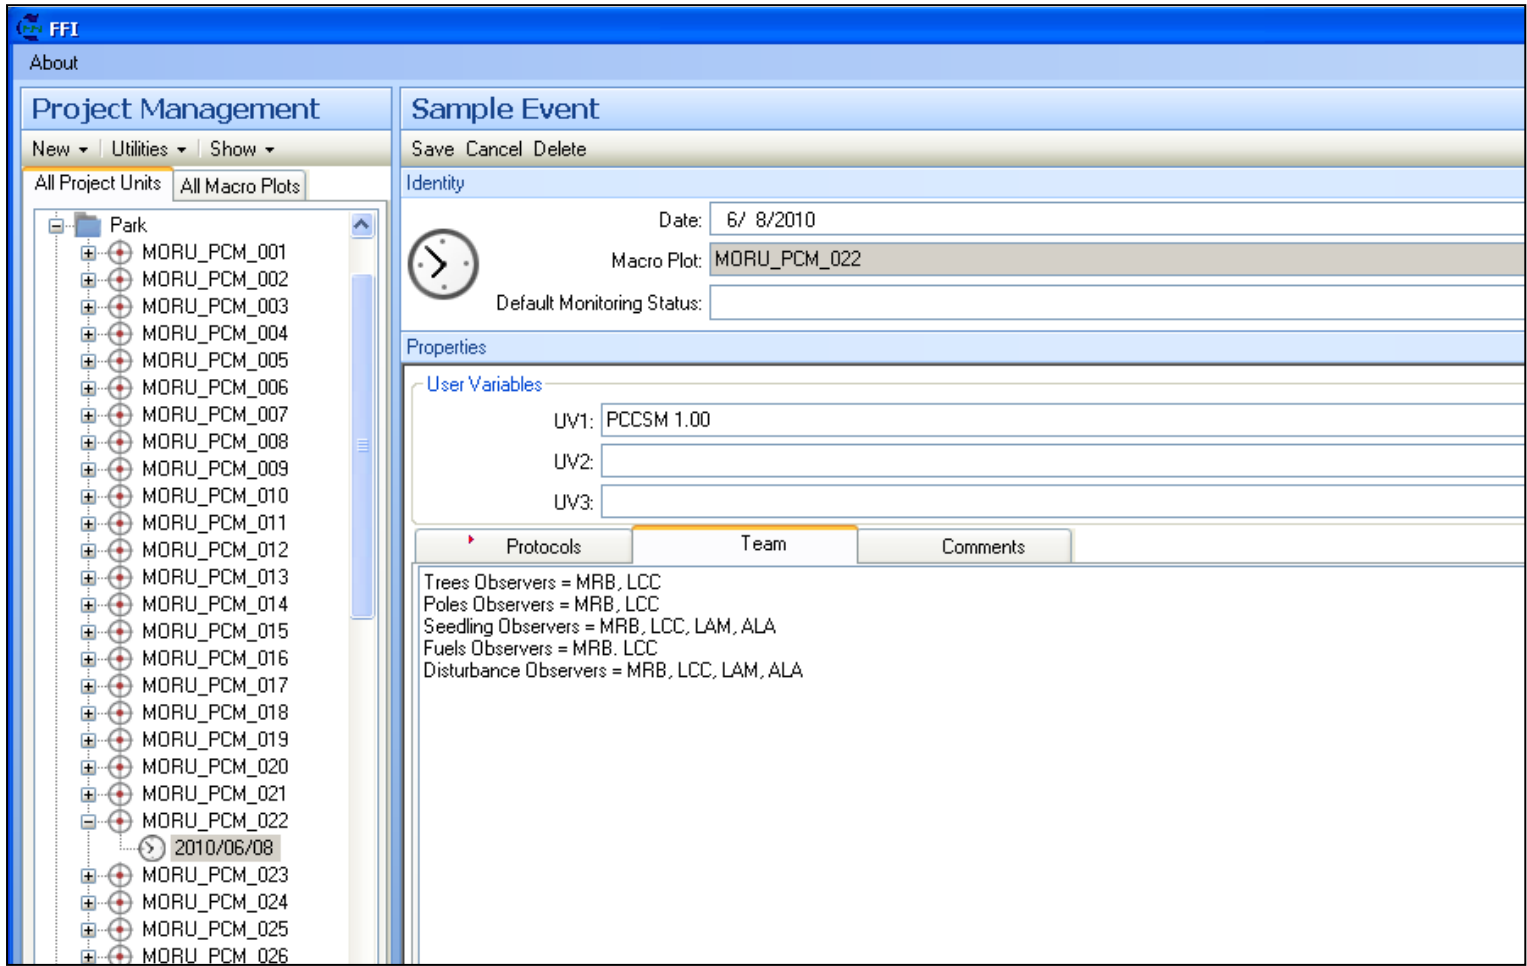 FFI
About
Project Management
New Utilities Show
All Project Units All Macro Plots
Park
MORU_PCM_001
MORU_PCM_002
MORU_PCM_003
MORU_PCM_004
MORU_PCM_005
MORU_PCM_006
MORU_PCM_007
MORU_PCM_008
MORU_PCM_009
MORU_PCM_010
MORU_PCM_011
MORU_PCM_012
MORU_PCM_013
MORU_PCM_014
MORU_PCM_015
MORU_PCM_016
MORU_PCM_017
MORU_PCM_018
MORU_PCM_019
MORU_PCM_020
MORU_PCM_021
MORU_PCM_022
2010/06/08
MORU_PCM_023
MORU_PCM_024
MORU_PCM_025
MORU_PCM_026
Sample Event
Save Cancel Delete
Identity
Date: 6/ 8/2010
Macro Plot: MORU_PCM_022
Default Monitoring Status:
Properties
User Variables
UV1: PCCSM 1.00
UV2:
UV3:
Protocols Team Comments
Trees Observers = MRB, LCC
Poles Observers = MRB, LCC
Seedling Observers = MRB, LCC, LAM, ALA
Fuels Observers = MRB. LCC
Disturbance Observers = MRB, LCC, LAM, ALA